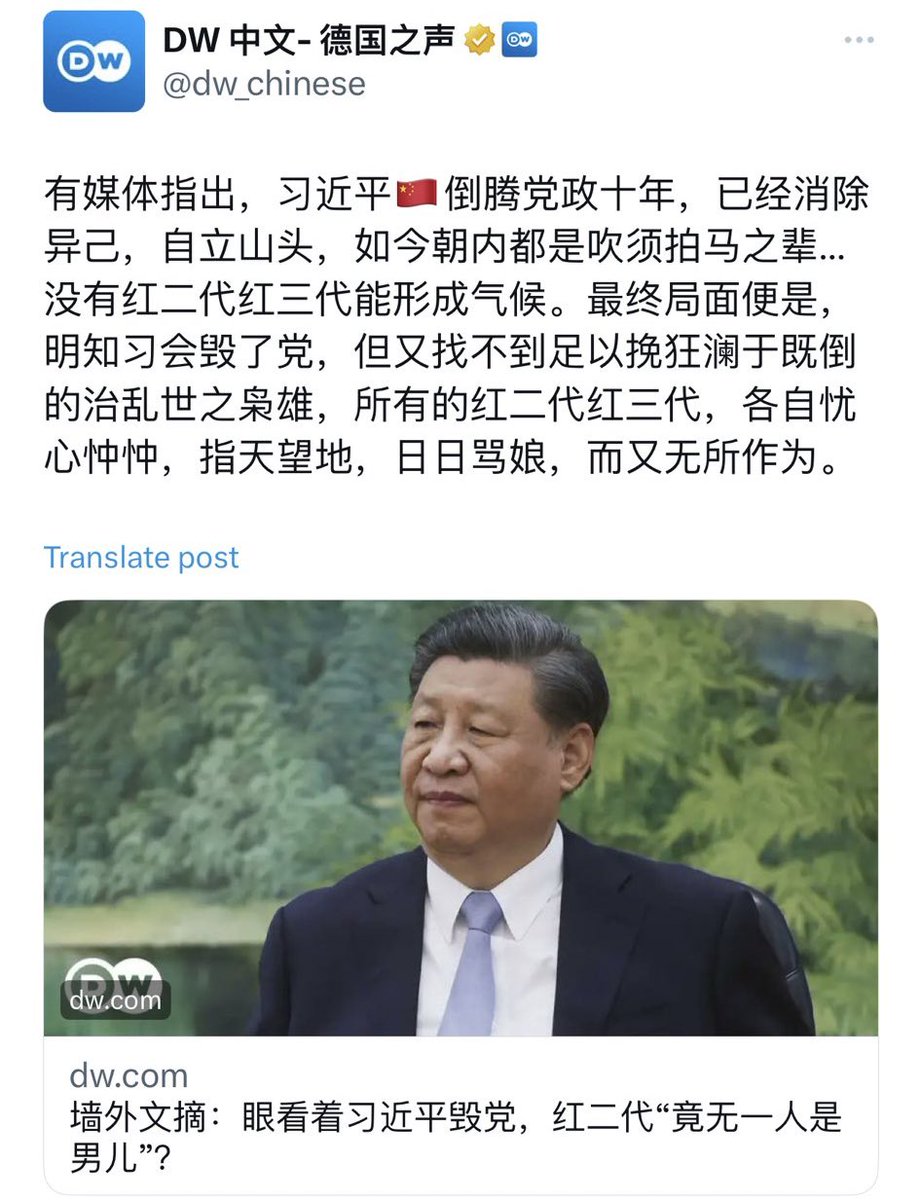 DW 中文- 德国之声
@dw_chinese
有媒体指出，习近平🇨🇳倒腾党政十年，已经消除
异己，自立山头，如今朝内都是吹须拍马之辈...
没有红二代红三代能形成气候。最终局面便是，
明知习会毁了党，但又找不到足以挽狂澜于既倒
的治乱世之枭雄，所有的红二代红三代，各自忧
心忡忡，指天望地，日日骂娘，而又无所作为。
Translate post
DW
dw.com
dw.com
墙外文摘：眼看着习近平毁党，红二代“竟无一人是
男儿”？